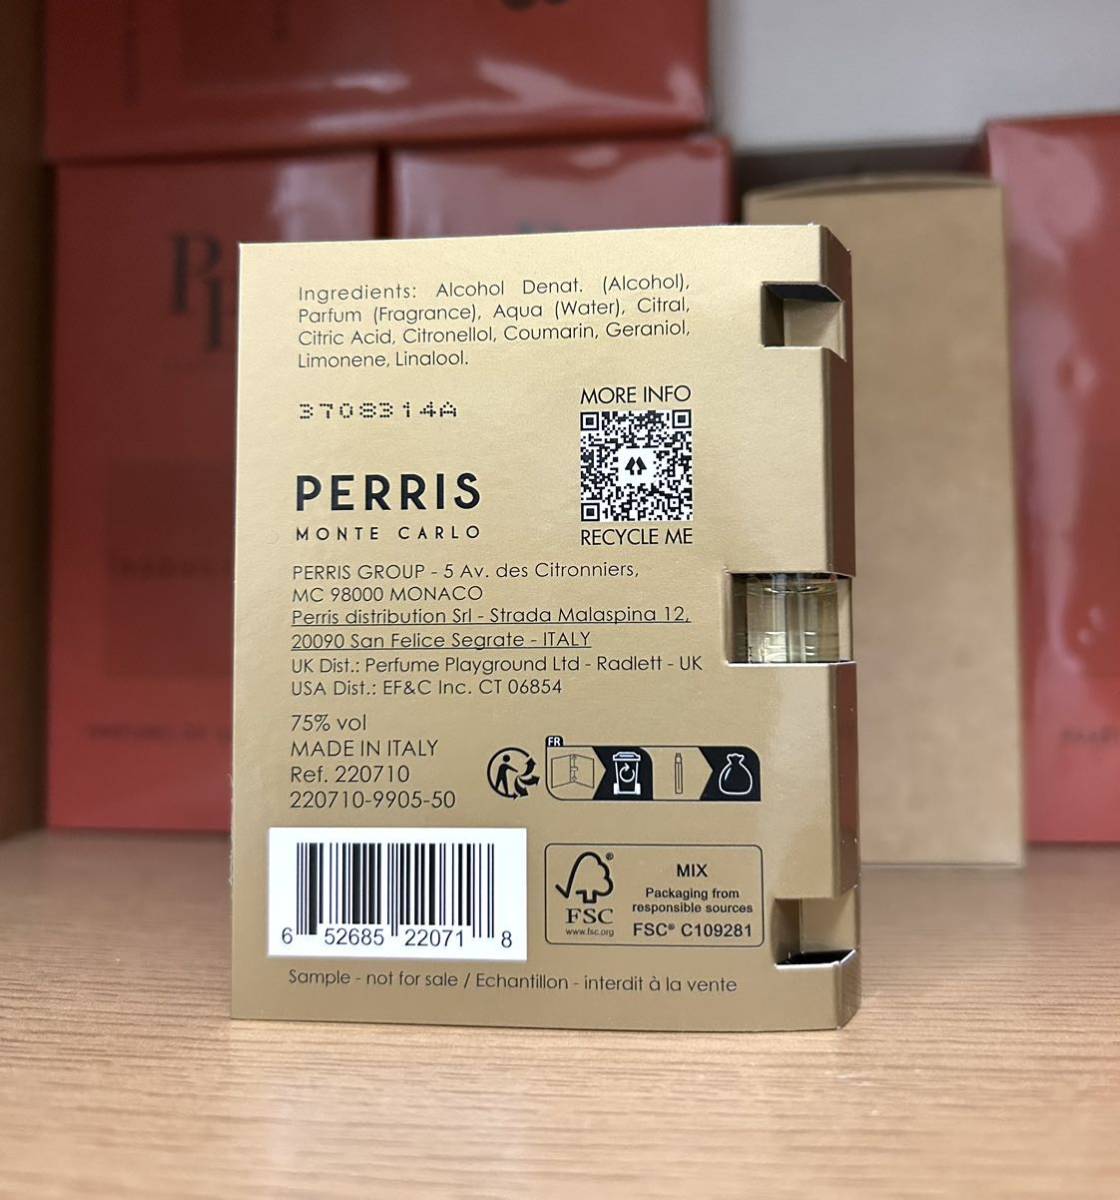 Ingredients: Alcohol Denat. (Alcohol),
Parfum (Fragrance), Aqua (Water), Citral,
Citric Acid, Citronellol, Coumarin, Geraniol,
Limonene, Linalool.
3708314A
MORE INFO
RECYCLE ME
PERRIS
MONTE CARLO
PERRIS GROUP - 5 Av. des Citronniers,
MC 98000 MONACO
Perris distribution Srl - Strada Malaspina 12,
20090 San Felice Segrate - ITALY
UK Dist.: Perfume Playground Ltd - Radlett - UK
USA Dist.: EF&C Inc. CT 06854
75% vol
MADE IN ITALY
Ref. 220710
220710-9905-50
FR
6 52685 22071 8
FSC®
www.fsc.org
MIX
Packaging from
responsible sources
FSC® C109281
Sample - not for sale / Echantillon - interdit à la vente